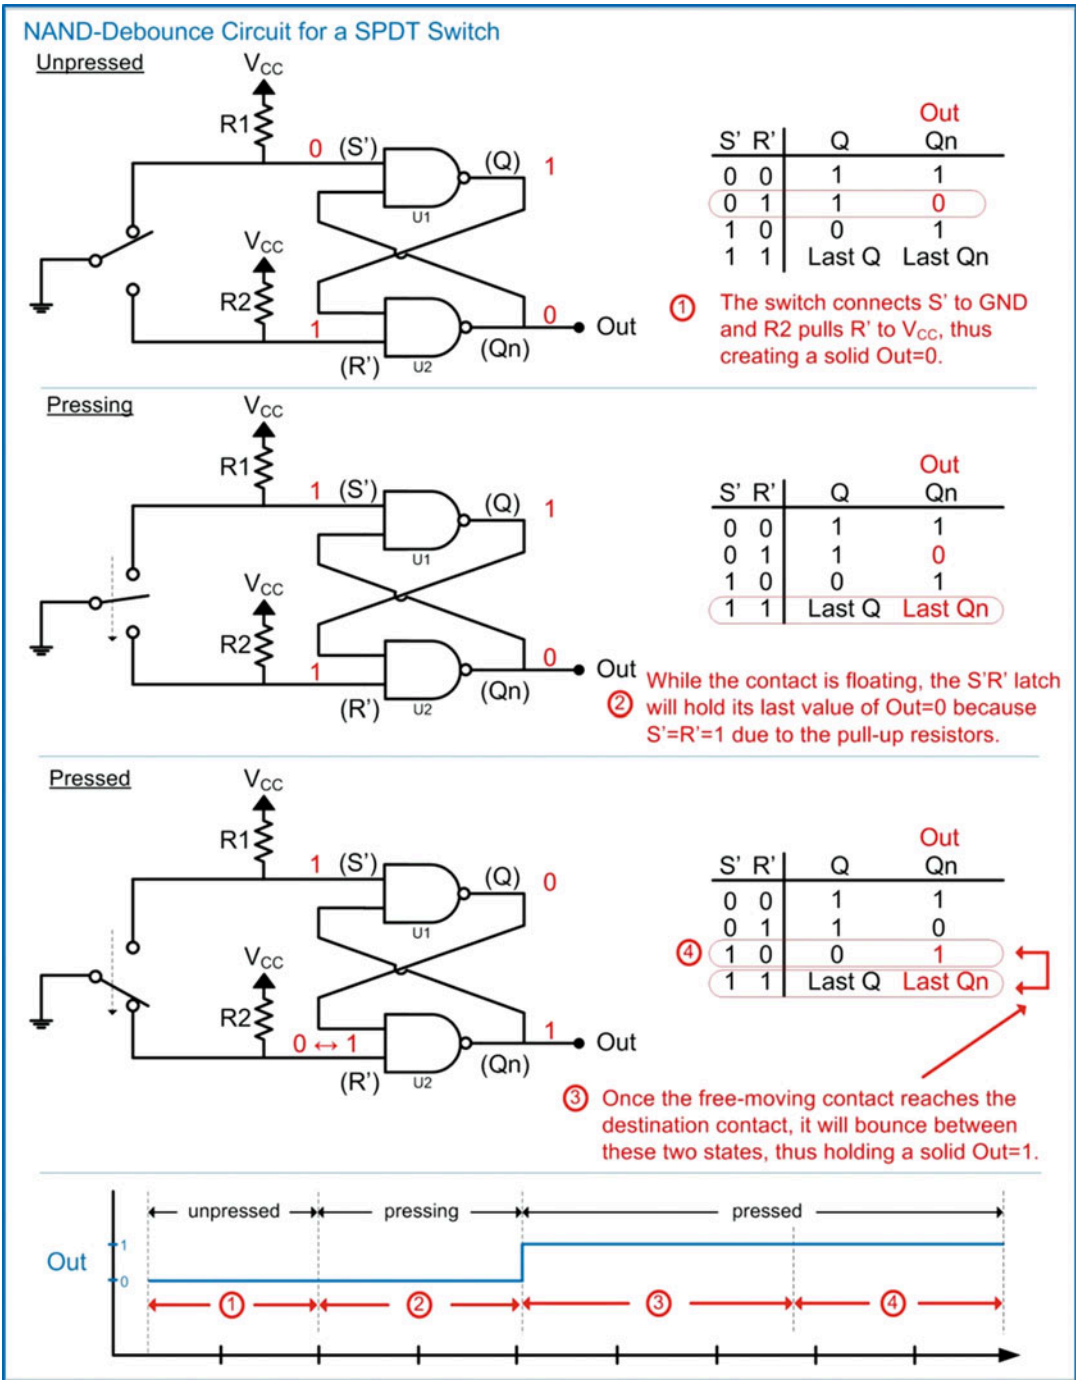 NAND-Debounce Circuit for a SPDT Switch
Unpressed
VCC
R1
0 (S')
(Q) 1
U1
VCC
R2
1
(R')
U2
0
(Qn)
Out
Out
S' R' Q Qn
0 0 1 1
0 1 1 0
1 0 0 1
1 1 Last Q Last Qn
1 The switch connects S' to GND
and R2 pulls R' to VCC, thus
creating a solid Out=0.
Pressing
VCC
R1
1 (S')
(Q) 1
U1
VCC
R2
1
(R')
U2
0
(Qn)
Out
Out
S' R' Q Qn
0 0 1 1
0 1 1 0
1 0 0 1
1 1 Last Q Last Qn
2 While the contact is floating, the S'R' latch
will hold its last value of Out=0 because
S'=R'=1 due to the pull-up resistors.
Pressed
VCC
R1
1 (S')
(Q) 0
U1
VCC
R2
0 ↔ 1
(R')
U2
1
(Qn)
Out
Out
S' R' Q Qn
0 0 1 1
0 1 1 0
4 1 0 0 1
1 1 Last Q Last Qn
3 Once the free-moving contact reaches the
destination contact, it will bounce between
these two states, thus holding a solid Out=1.
unpressed pressing pressed
Out
1
0
1 2 3 4